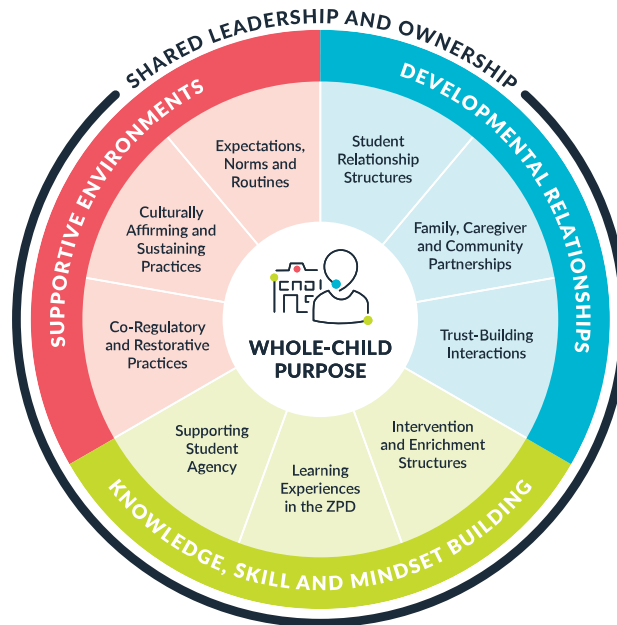 SHARED LEADERSHIP AND OWNERSHIP
SUPPORTIVE ENVIRONMENTS
DEVELOPMENTAL RELATIONSHIPS
Expectations,
Norms and
Routines
Student
Relationship
Structures
Culturally
Affirming and
Sustaining
Practices
Family, Caregiver
and Community
Partnerships
Co-Regulatory
and Restorative
Practices
WHOLE-CHILD
PURPOSE
Trust-Building
Interactions
Supporting
Student
Agency
Learning
Experiences
in the ZPD
Intervention
and Enrichment
Structures
KNOWLEDGE, SKILL AND MINDSET BUILDING